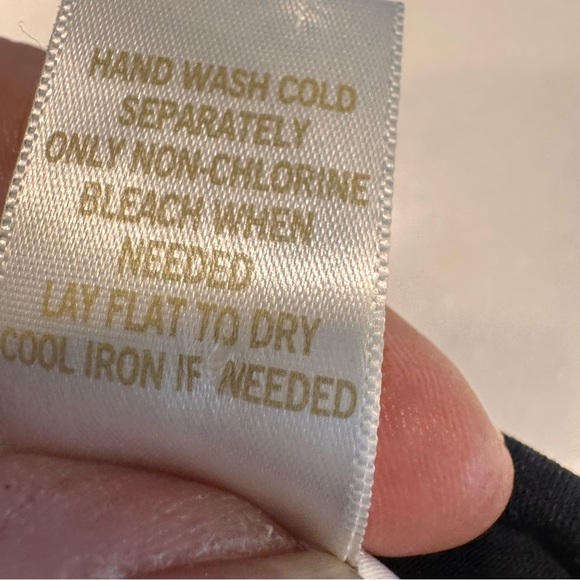 HAND WASH COLD
SEPARATELY
ONLY NON-CHLORINE
BLEACH WHEN
NEEDED
LAY FLAT TO DRY
COOL IRON IF NEEDED